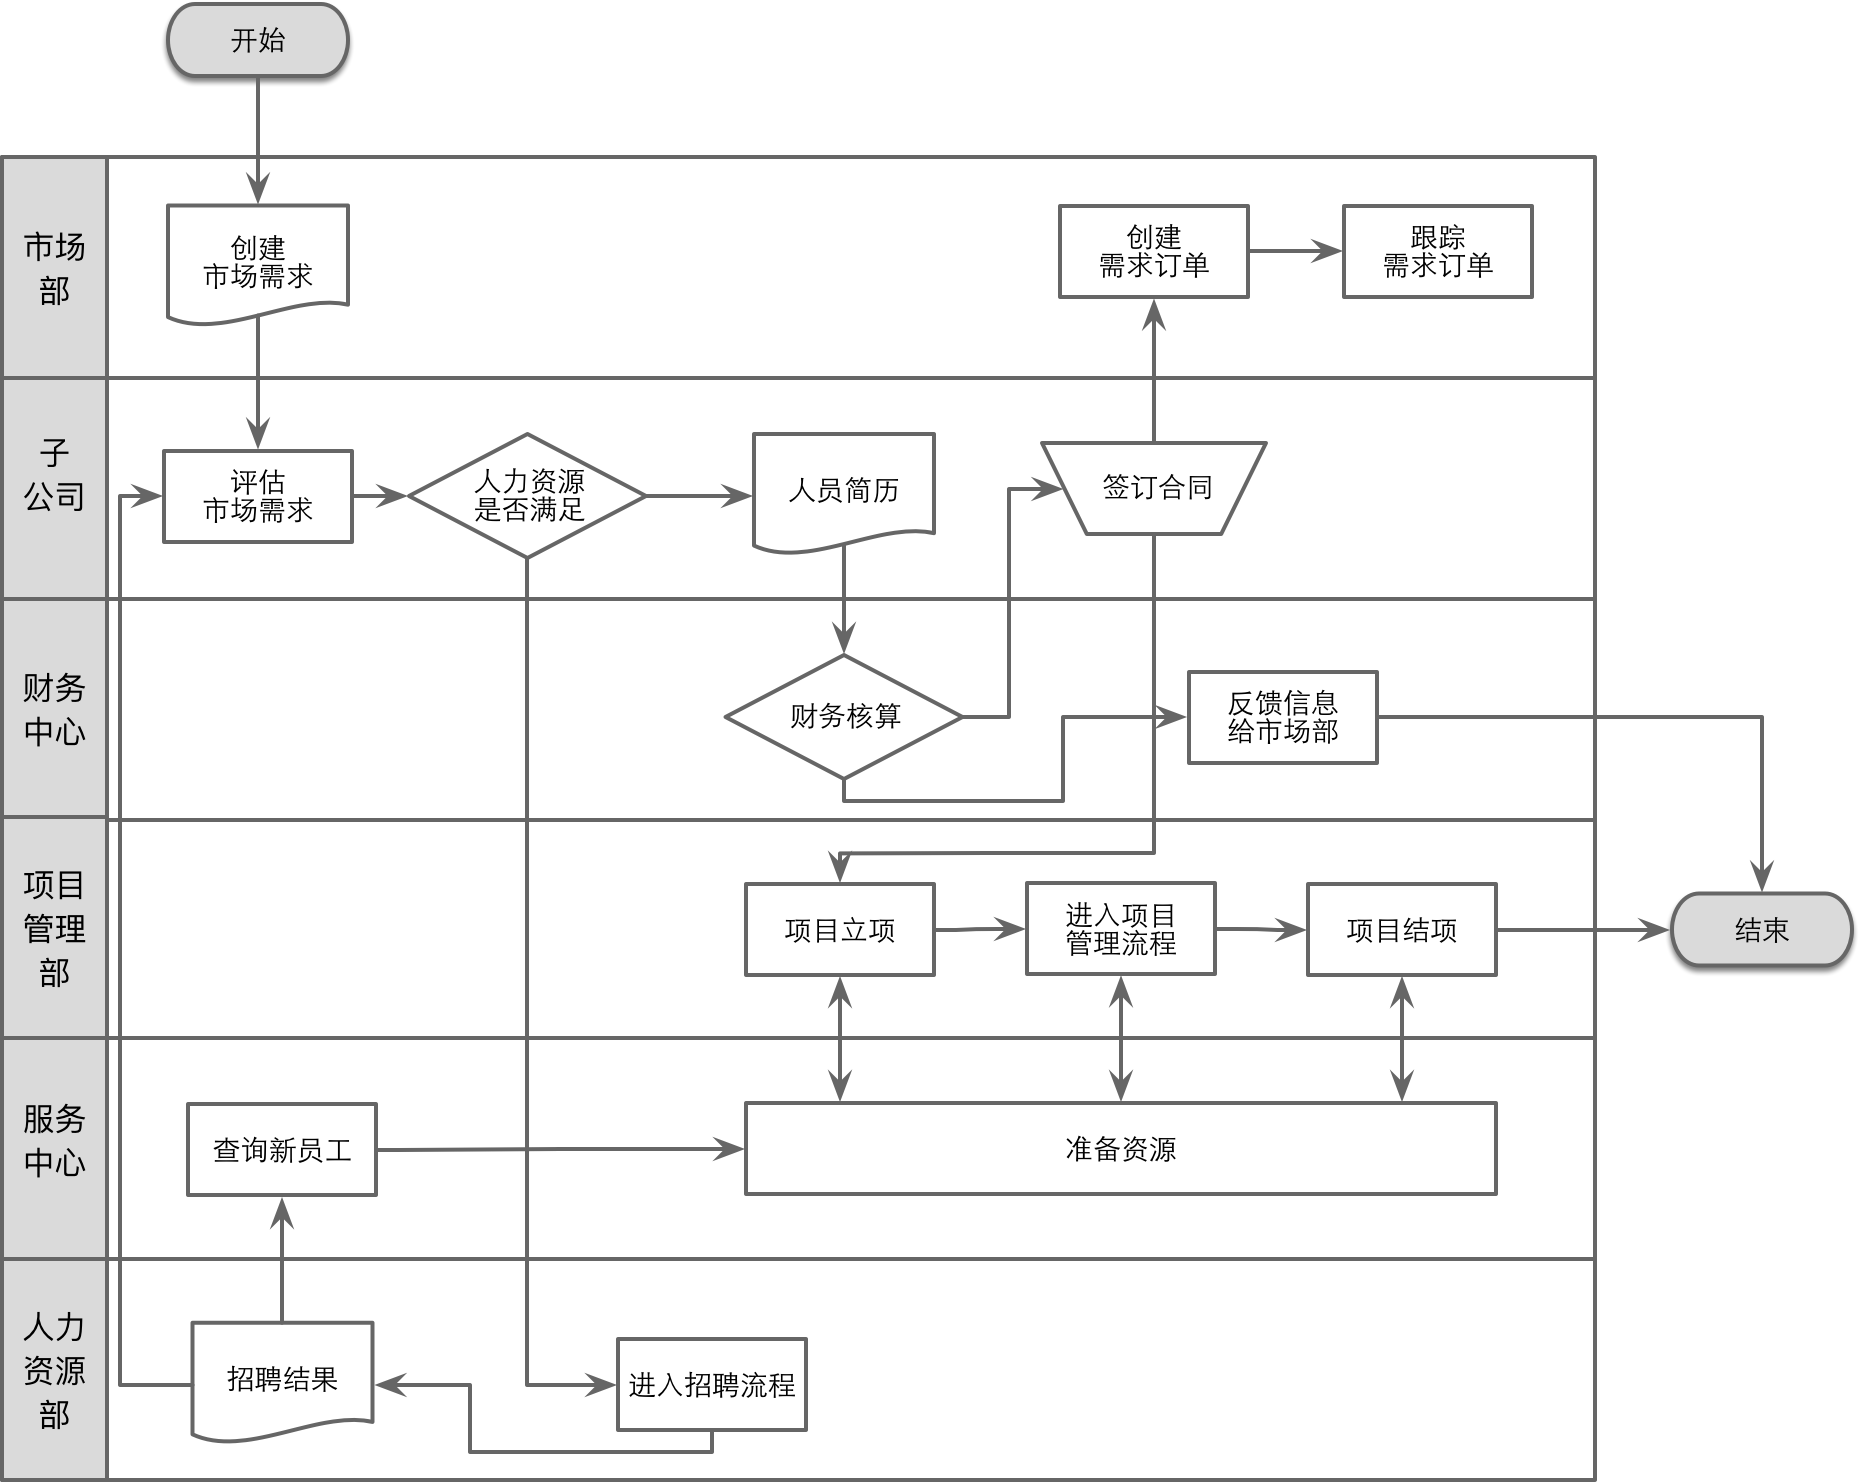 开始
市场
部
创建
市场需求
创建
需求订单
跟踪
需求订单
子
公司
评估
市场需求
人力资源
是否满足
人员简历
签订合同
财务
中心
财务核算
反馈信息
给市场部
项目
管理
部
项目立项
进入项目
管理流程
项目结项
结束
服务
中心
查询新员工
准备资源
人力
资源
部
招聘结果
进入招聘流程